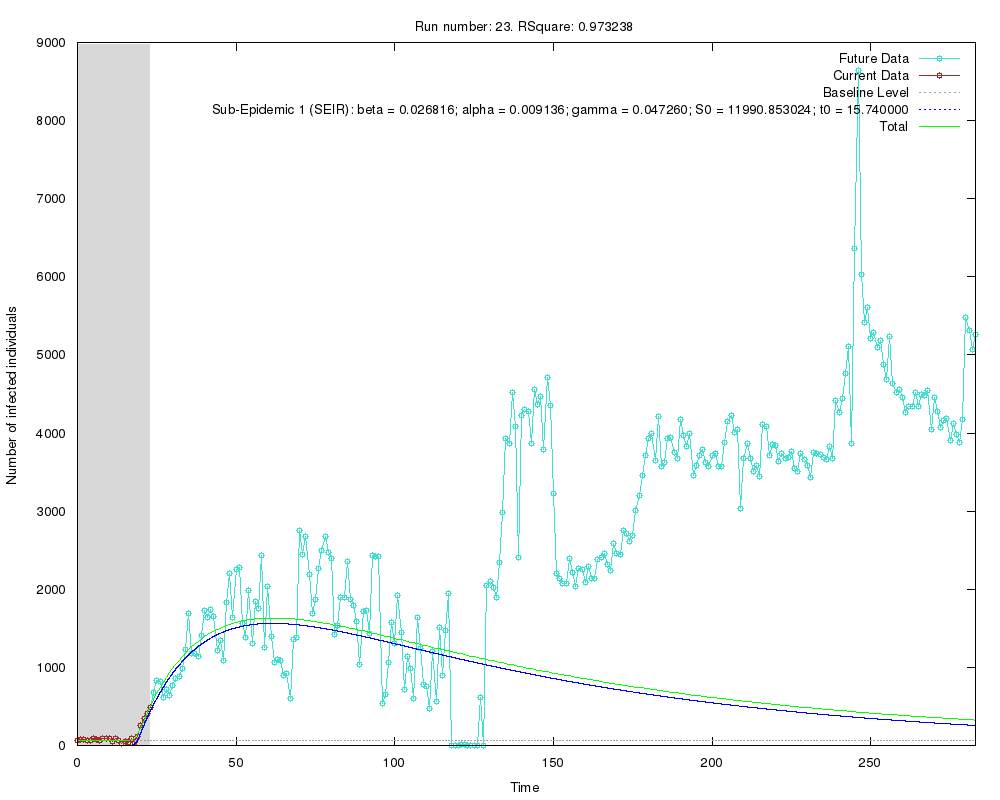 Run number: 23. RSquare: 0.973238
9000
8000
7000
6000
5000
4000
3000
2000
1000
0
Number of infected individuals
Future Data
Current Data
Baseline Level
Sub-Epidemic 1 (SEIR): beta = 0.026816; alpha = 0.009136; gamma = 0.047260; S0 = 11990.853024; t0 = 15.740000
Total
0 50 100 150 200 250
Time